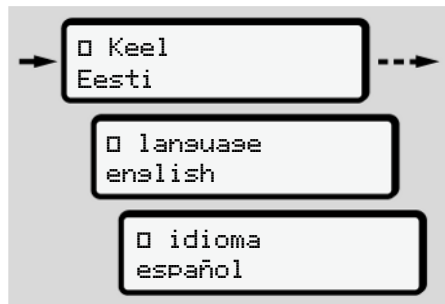 □ Keel
Eesti
□ language
english
□ idioma
español